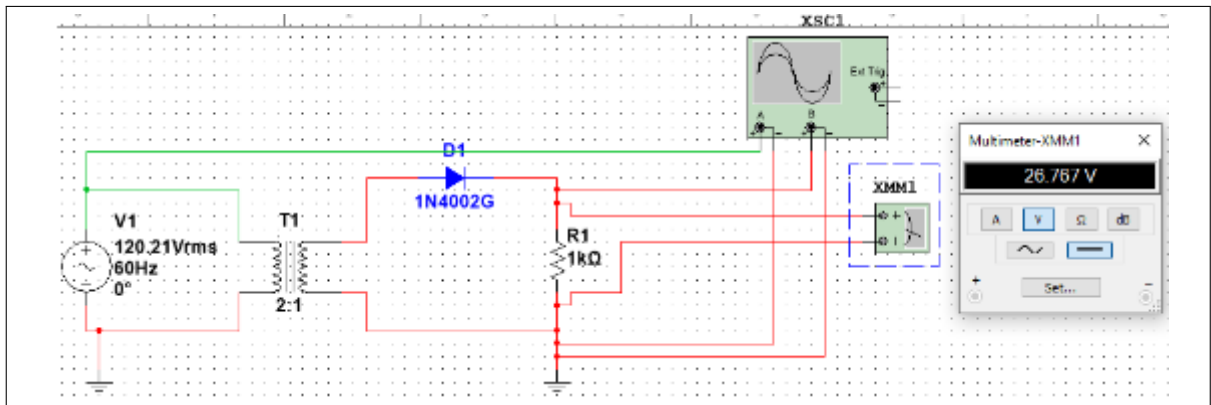 XSC1
Ext Trig
+
-
A
B
+
-
+
-
D1
1N4002G
V1
120.21Vrms
60Hz
0°
T1
2:1
R1
1kΩ
XMM1
+
Multimeter-XMM1
×
26.767 V
A
V
Ω
dB
+
Set...
-